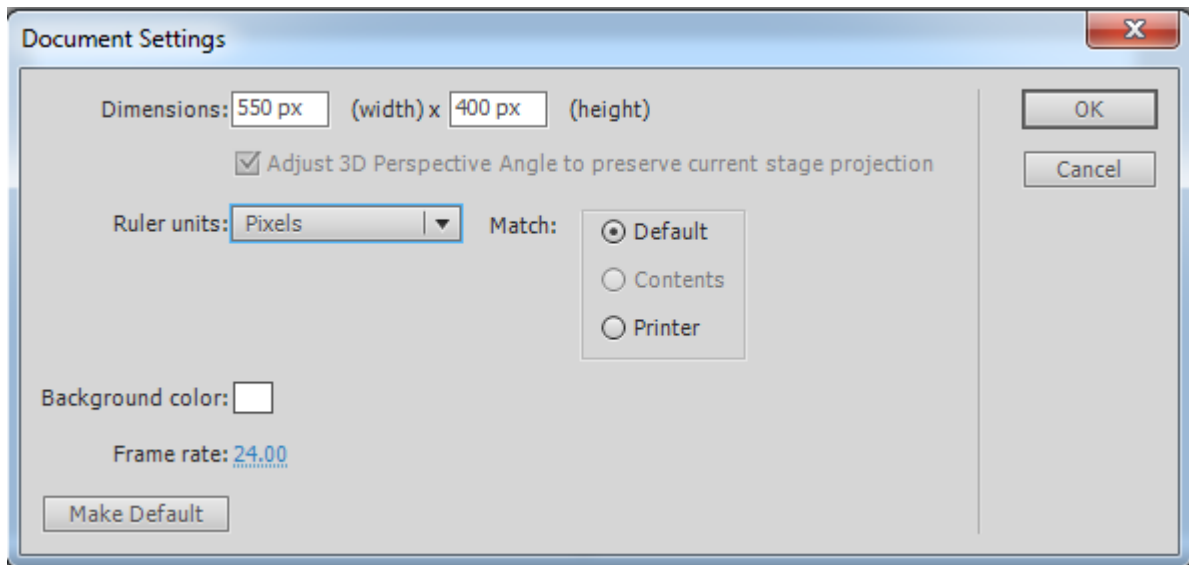 Document Settings
Dimensions: 550 px (width) x 400 px (height)
OK
Adjust 3D Perspective Angle to preserve current stage projection
Cancel
Ruler units: Pixels Match: Default
Contents
Printer
Background color:
Frame rate: 24.00
Make Default